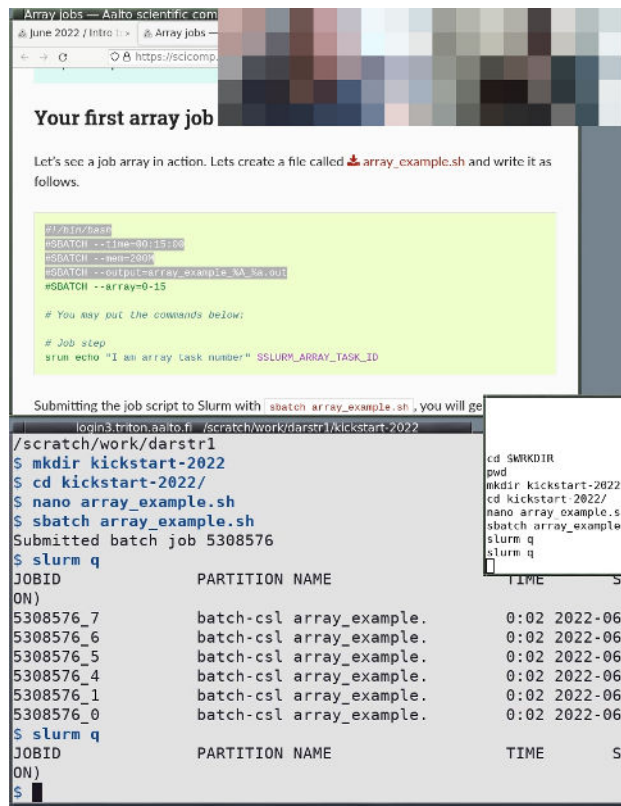 Array jobs — Aalto scientific com
June 2022 / Intro t
Array jobs —
https://scicomp.
Your first array job
Let's see a job array in action. Lets create a file called array_example.sh and write it as
follows.
#!/bin/bash
#SBATCH --time=00:15:00
#SBATCH --mem=200M
#SBATCH --output=array_example_%A_%a.out
#SBATCH --array=0-15
# You may put the commands below:
# Job step
srun echo "I am array task number" $SLURM_ARRAY_TASK_ID
Submitting the job script to Slurm with sbatch array_example.sh , you will ge
login3.triton.aalto.fi /scratch/work/darstr1/kickstart-2022
/scratch/work/darstr1
$ mkdir kickstart-2022
$ cd kickstart-2022/
$ nano array_example.sh
$ sbatch array_example.sh
Submitted batch job 5308576
$ slurm q
JOBID PARTITION NAME TIME S
ON)
5308576_7 batch-csl array_example. 0:02 2022-06
5308576_6 batch-csl array_example. 0:02 2022-06
5308576_5 batch-csl array_example. 0:02 2022-06
5308576_4 batch-csl array_example. 0:02 2022-06
5308576_1 batch-csl array_example. 0:02 2022-06
5308576_0 batch-csl array_example. 0:02 2022-06
$ slurm q
JOBID PARTITION NAME TIME S
ON)
$
cd $WRKDIR
pwd
mkdir kickstart-2022
cd kickstart-2022/
nano array_example.s
sbatch array_example
slurm q
slurm q